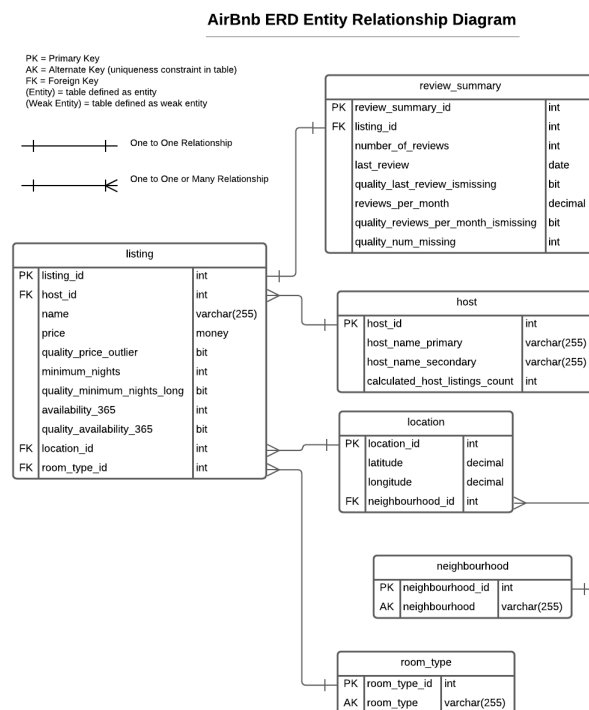 AirBnb ERD Entity Relationship Diagram
PK = Primary Key
AK = Alternate Key (uniqueness constraint in table)
FK = Foreign Key
(Entity) = table defined as entity
(Weak Entity) = table defined as weak entity
One to One Relationship
One to One or Many Relationship
review_summary
PK review_summary_id int
FK listing_id int
number_of_reviews int
last_review date
quality_last_review_ismissing bit
reviews_per_month decimal
quality_reviews_per_month_ismissing bit
quality_num_missing int
listing
PK listing_id int
FK host_id int
name varchar(255)
price money
quality_price_outlier bit
minimum_nights int
quality_minimum_nights_long bit
availability_365 int
quality_availability_365 bit
FK location_id int
FK room_type_id int
host
PK host_id int
host_name_primary varchar(255)
host_name_secondary varchar(255)
calculated_host_listings_count int
location
PK location_id int
latitude decimal
longitude decimal
FK neighbourhood_id int
neighbourhood
PK neighbourhood_id int
AK neighbourhood varchar(255)
room_type
PK room_type_id int
AK room_type varchar(255)